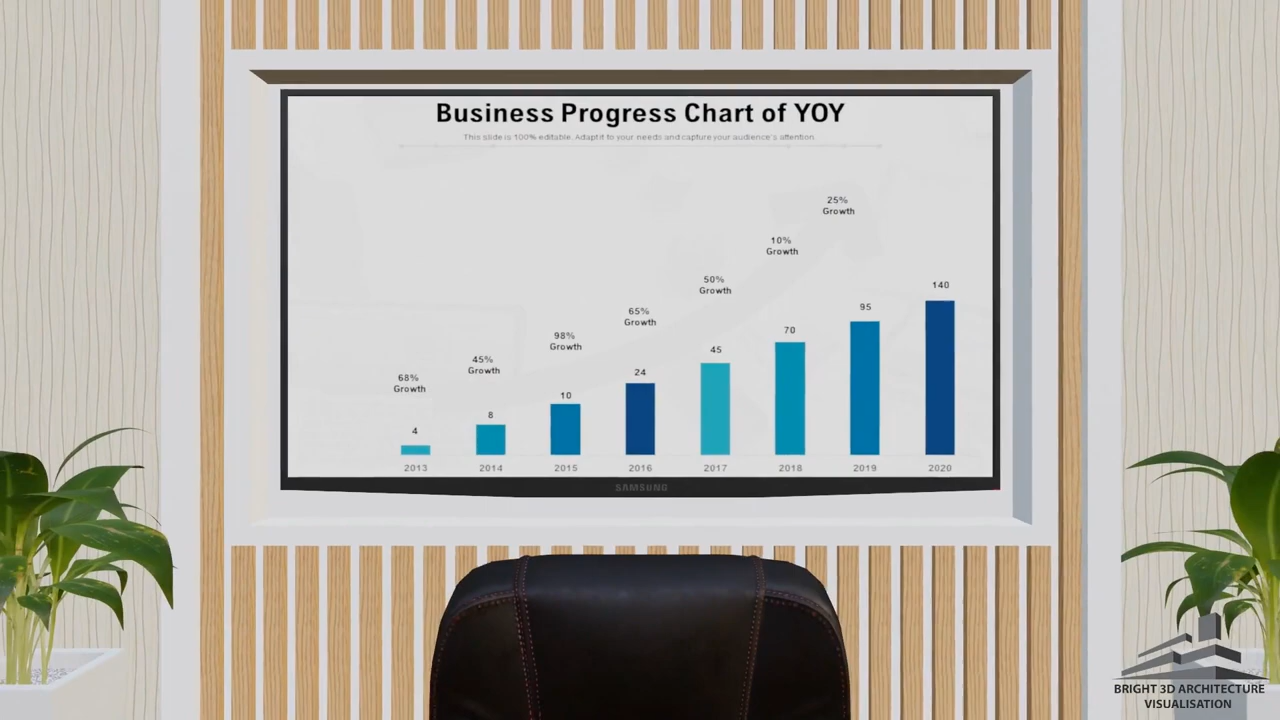 Business Progress Chart of YOY
This slide is 100% editable. Adapt it to your needs and capture your audience's attention.
25%
Growth
10%
Growth
50%
Growth
65%
Growth
98%
Growth
45%
Growth
68%
Growth
4
8
10
24
45
70
95
140
2013 2014 2015 2016 2017 2018 2019 2020
SAMSUNG
BRIGHT 3D ARCHITECTURE
VISUALISATION